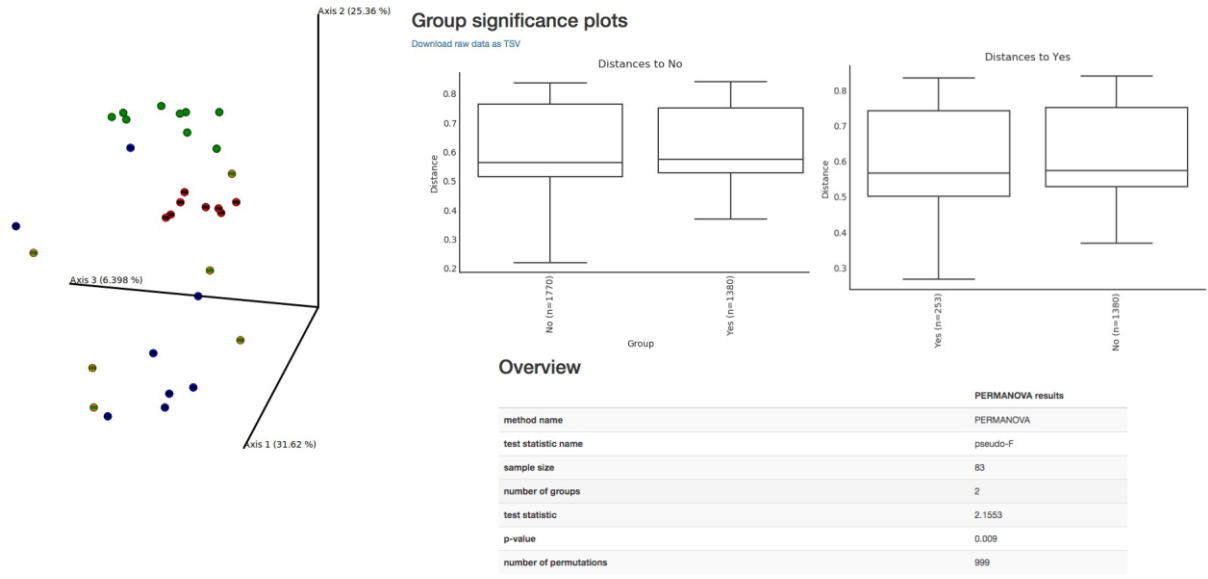 Axis 2 (25.36 %)
Axis 3 (6.398 %)
Axis 1 (31.62 %)
Group significance plots
Download raw data as TSV
Distances to No
Distance
0.8
0.7
0.6
0.5
0.4
0.3
0.2
No (n=1770)
Yes (n=1380)
Group
Distances to Yes
Distance
0.8
0.7
0.6
0.5
0.4
0.3
Yes (n=253)
No (n=1380)
Overview
PERMANOVA results
method name PERMANOVA
test statistic name pseudo-F
sample size 83
number of groups 2
test statistic 2.1553
p-value 0.009
number of permutations 999